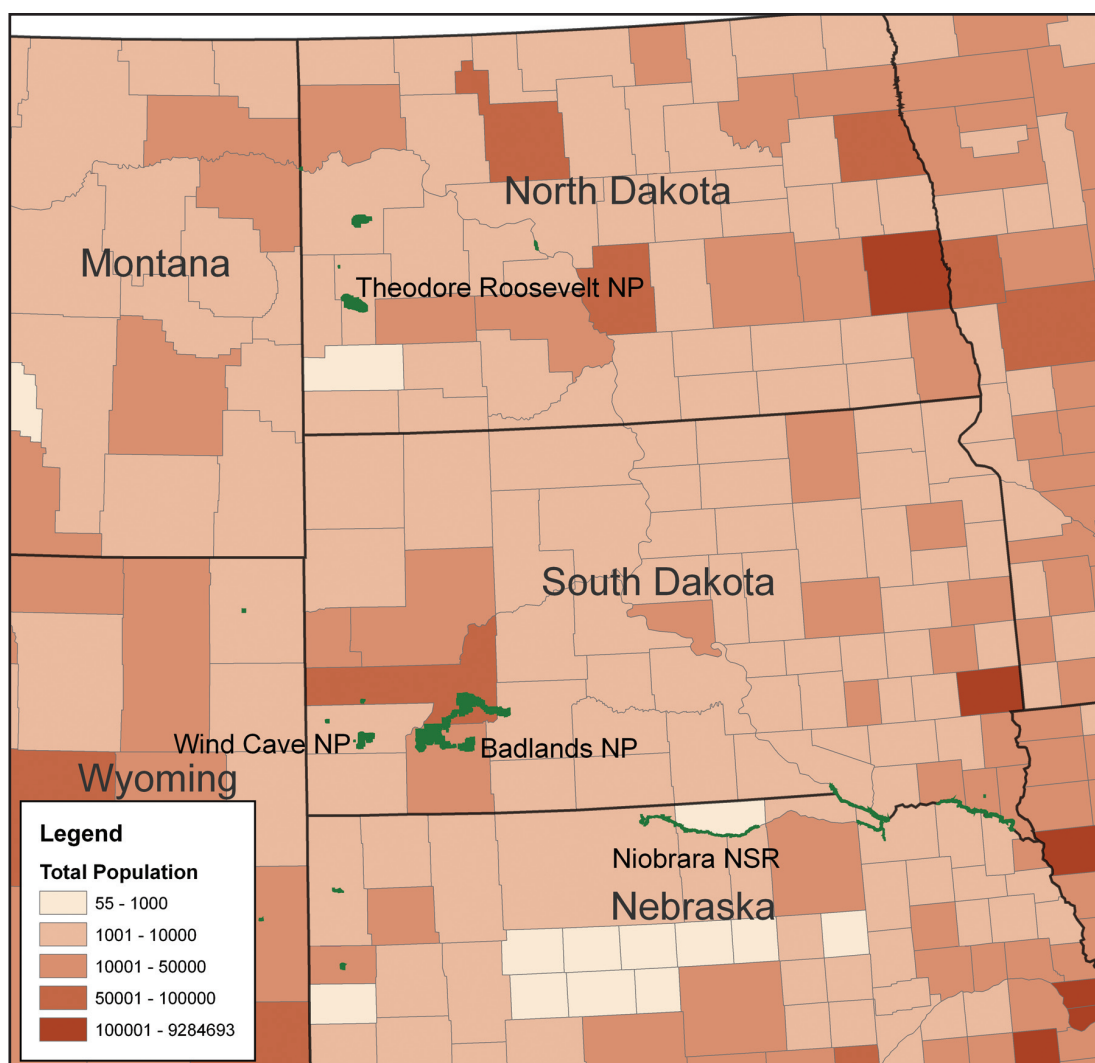 North Dakota
Montana
Theodore Roosevelt NP
South Dakota
Wind Cave NP
Badlands NP
Wyoming
Niobrara NSR
Nebraska
Legend
Total Population
55 - 1000
1001 - 10000
10001 - 50000
50001 - 100000
100001 - 9284693